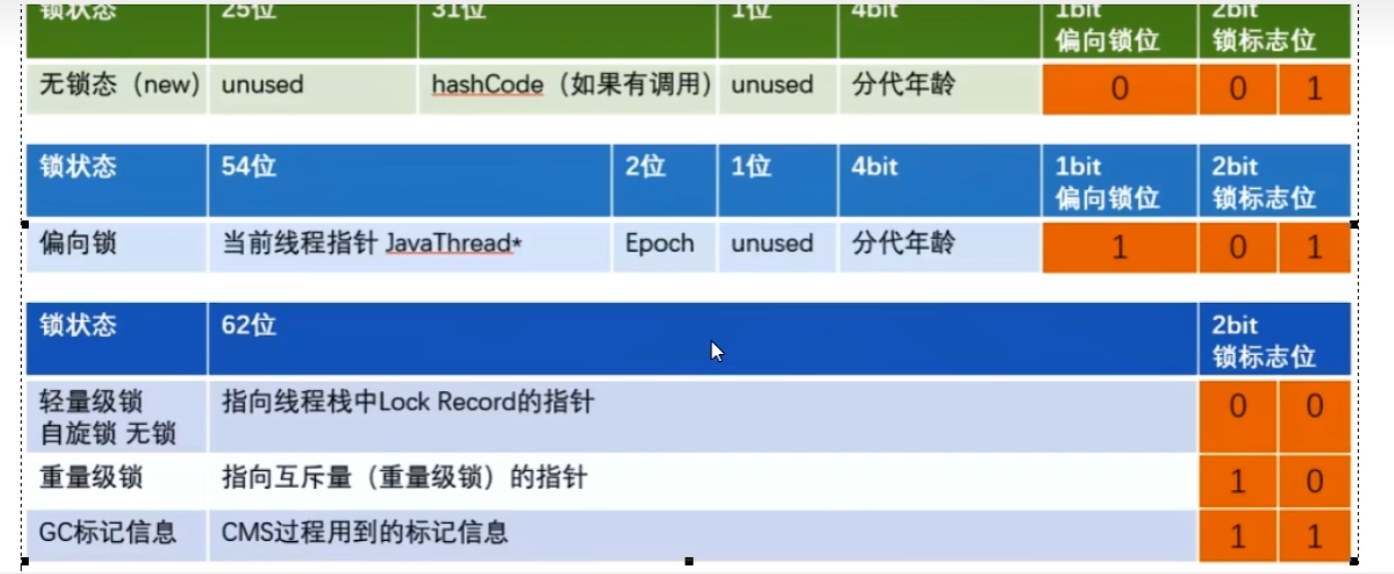 锁状态 25位 31位 1位 4bit 1bit 2bit
偏向锁位 锁标志位
无锁态（new） unused hashCode（如果有调用） unused 分代年龄 0 0 1
锁状态 54位 2位 1位 4bit 1bit 2bit
偏向锁位 锁标志位
偏向锁 当前线程指针 JavaThread* Epoch unused 分代年龄 1 0 1
锁状态 62位 2bit
锁标志位
轻量级锁 指向线程栈中Lock Record的指针 0 0
自旋锁 无锁
重量级锁 指向互斥量（重量级锁）的指针 1 0
GC标记信息 CMS过程用到的标记信息 1 1